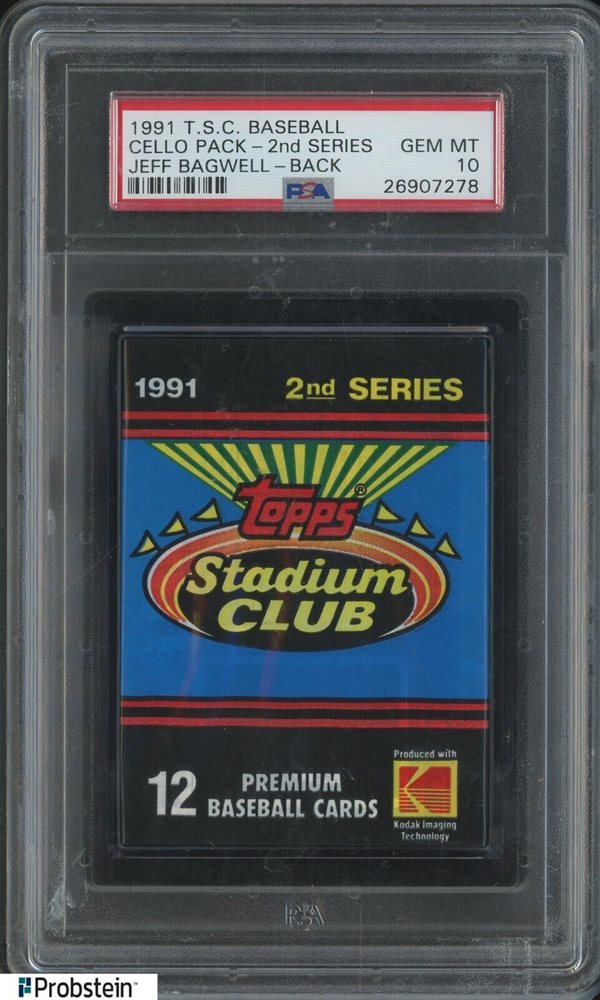 1991 T.S.C. BASEBALL
CELLO PACK – 2nd SERIES GEM MT
JEFF BAGWELL – BACK 10
PSA 26907278
1991 2nd SERIES
Topps®
Stadium
CLUB
12 PREMIUM
BASEBALL CARDS
Produced with
Kodak Imaging
Technology
PSA
Probstein™